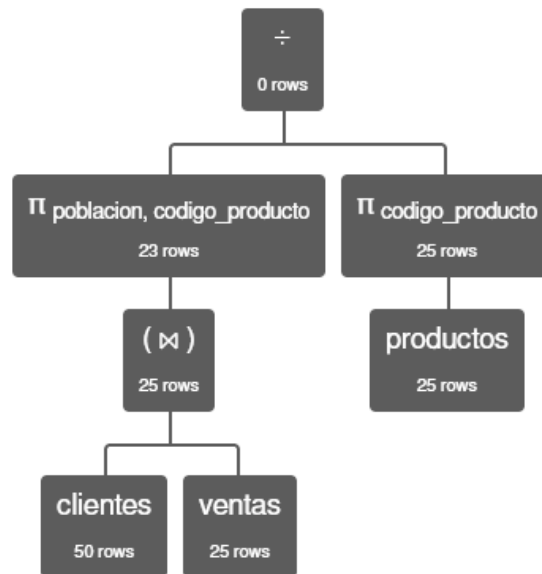 ÷
0 rows
π poblacion, codigo_producto
23 rows
π codigo_producto
25 rows
( ⋈ )
25 rows
productos
25 rows
clientes
50 rows
ventas
25 rows